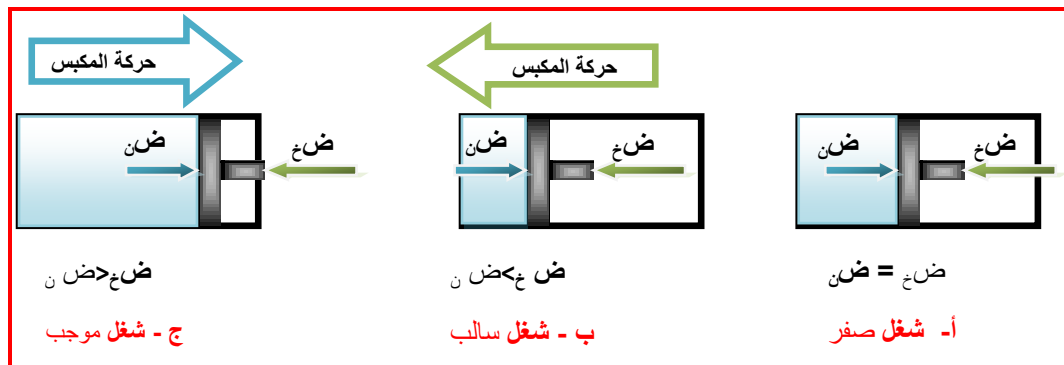 ضن
ضخ
ضخ = ضن
أ- شغل صفر
حركة المكبس
ضن
ضخ
ض خ>ض ن
ب - شغل سالب
حركة المكبس
ضن
ضخ
ضخ<ض ن
ج - شغل موجب